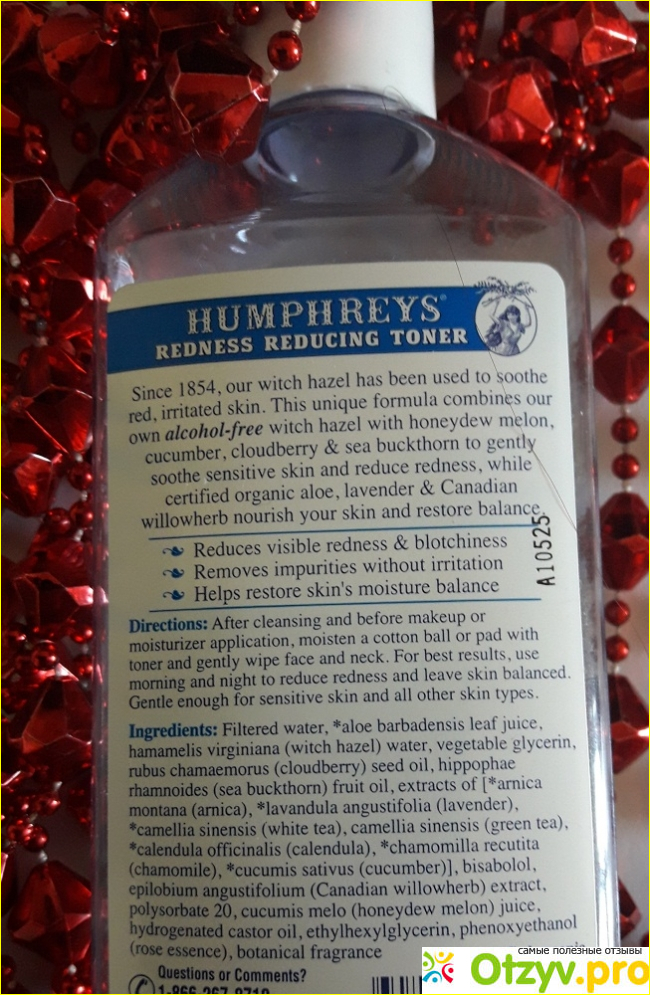 HUMPHREYS®
REDNESS REDUCING TONER
Since 1854, our witch hazel has been used to soothe
red, irritated skin. This unique formula combines our
own alcohol-free witch hazel with honeydew melon,
cucumber, cloudberry & sea buckthorn to gently
soothe sensitive skin and reduce redness, while
certified organic aloe, lavender & Canadian
willowherb nourish your skin and restore balance.
Reduces visible redness & blotchiness
Removes impurities without irritation
Helps restore skin's moisture balance
A10525
Directions: After cleansing and before makeup or
moisturizer application, moisten a cotton ball or pad with
toner and gently wipe face and neck. For best results, use
morning and night to reduce redness and leave skin balanced.
Gentle enough for sensitive skin and all other skin types.
Ingredients: Filtered water, *aloe barbadensis leaf juice,
hamamelis virginiana (witch hazel) water, vegetable glycerin,
rubus chamaemorus (cloudberry) seed oil, hippophae
rhamnoides (sea buckthorn) fruit oil, extracts of [*arnica
montana (arnica), *lavandula angustifolia (lavender),
*camellia sinensis (white tea), camellia sinensis (green tea),
*calendula officinalis (calendula), *chamomilla recutita
(chamomile), *cucumis sativus (cucumber)], bisabolol,
epilobium angustifolium (Canadian willowherb) extract,
polysorbate 20, cucumis melo (honeydew melon) juice,
hydrogenated castor oil, ethylhexylglycerin, phenoxyethanol
(rose essence), botanical fragrance
Questions or Comments?
самые полезные отзывы
Otzyv.pro